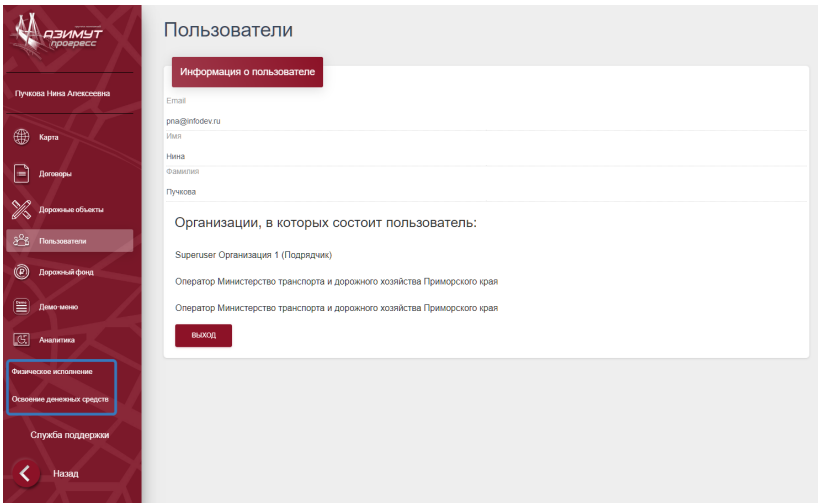 АЗИМУТ
прогресс
Пучкова Нина Алексеевна
Карта
Договоры
Дорожные объекты
Пользователи
Дорожный фонд
Демо-меню
Аналитика
Физическое исполнение
Освоение денежных средств
Служба поддержки
Назад
Пользователи
Информация о пользователе
Email
pna@infodev.ru
Имя
Нина
Фамилия
Пучкова
Организации, в которых состоит пользователь:
Superuser Организация 1 (Подрядчик)
Оператор Министерство транспорта и дорожного хозяйства Приморского края
Оператор Министерство транспорта и дорожного хозяйства Приморского края
ВЫХОД